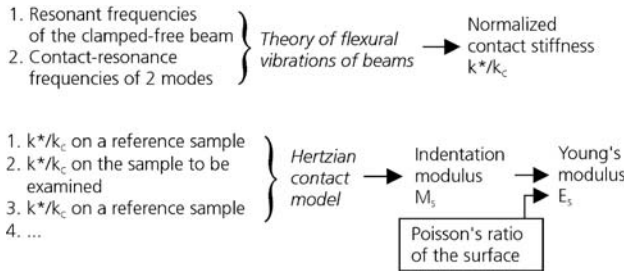 1. Resonant frequencies
of the clamped-free beam
2. Contact-resonance
frequencies of 2 modes
Theory of flexural
vibrations of beams
Normalized
contact stiffness
k*/kc
1. k*/kc on a reference sample
2. k*/kc on the sample to be
examined
3. k*/kc on a reference sample
4. ...
Hertzian
contact
model
Indentation
modulus
Ms
Young's
modulus
Es
Poisson's ratio
of the surface